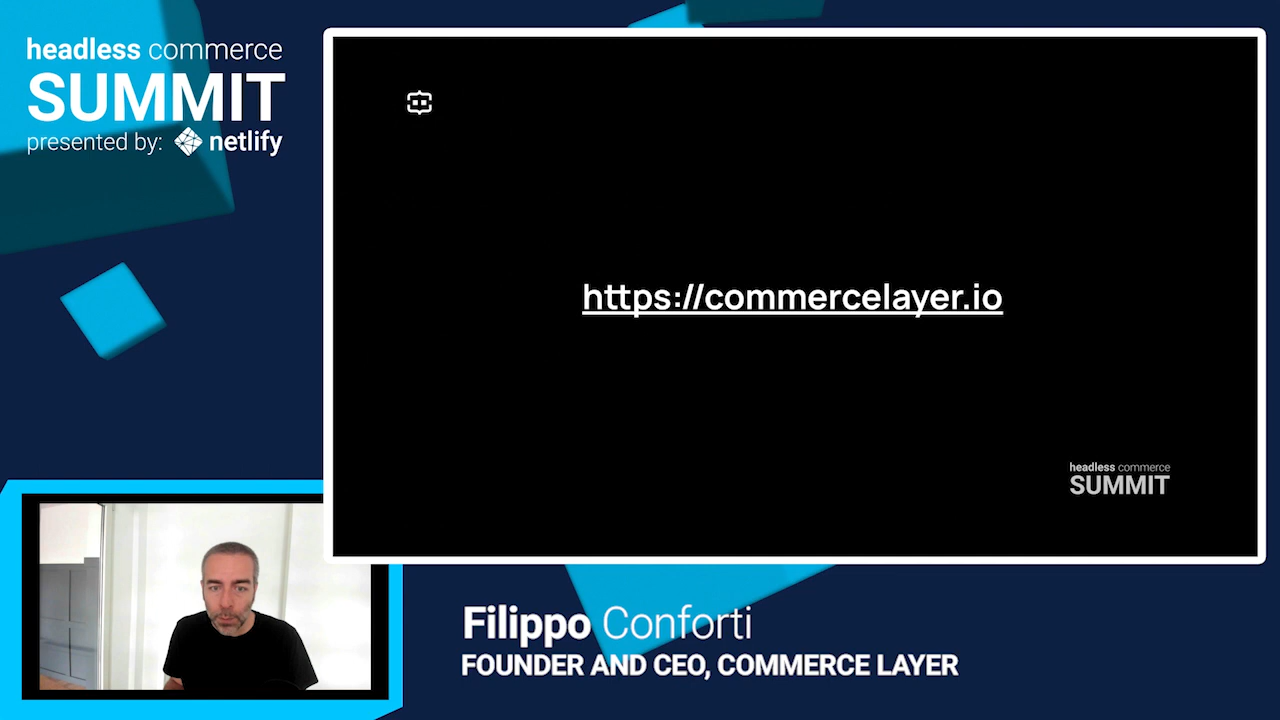 headless commerce
SUMMIT
presented by: netlify
https://commercelayer.io
headless commerce
SUMMIT
Filippo Conforti
FOUNDER AND CEO, COMMERCE LAYER